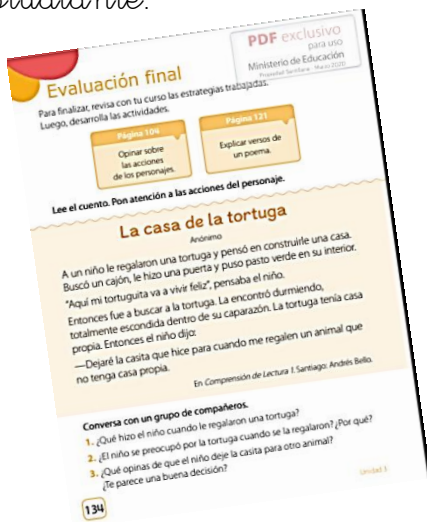 PDF exclusivo
para uso
Ministerio de Educación
Propiedad Santillana - Marzo 2020
Evaluación final
Para finalizar, revisa con tu curso las estrategias trabajadas.
Luego, desarrolla las actividades.
Página 104
Opinar sobre
las acciones
de los personajes.
Página 121
Explicar versos de
un poema.
Lee el cuento. Pon atención a las acciones del personaje.
La casa de la tortuga
Anónimo
A un niño le regalaron una tortuga y pensó en construirle una casa.
Buscó un cajón, le hizo una puerta y puso pasto verde en su interior.
"Aquí mi tortuguita va a vivir feliz", pensaba el niño.
Entonces fue a buscar a la tortuga. La encontró durmiendo,
totalmente escondida dentro de su caparazón. La tortuga tenía casa
propia. Entonces el niño dijo:
—Dejaré la casita que hice para cuando me regalen un animal que
no tenga casa propia.
En Comprensión de Lectura 1. Santiago: Andrés Bello.
Conversa con un grupo de compañeros.
1. ¿Qué hizo el niño cuando le regalaron una tortuga?
2. ¿El niño se preocupó por la tortuga cuando se la regalaron? ¿Por qué?
3. ¿Qué opinas de que el niño deje la casita para otro animal?
¿Te parece una buena decisión?
Unidad 3
134